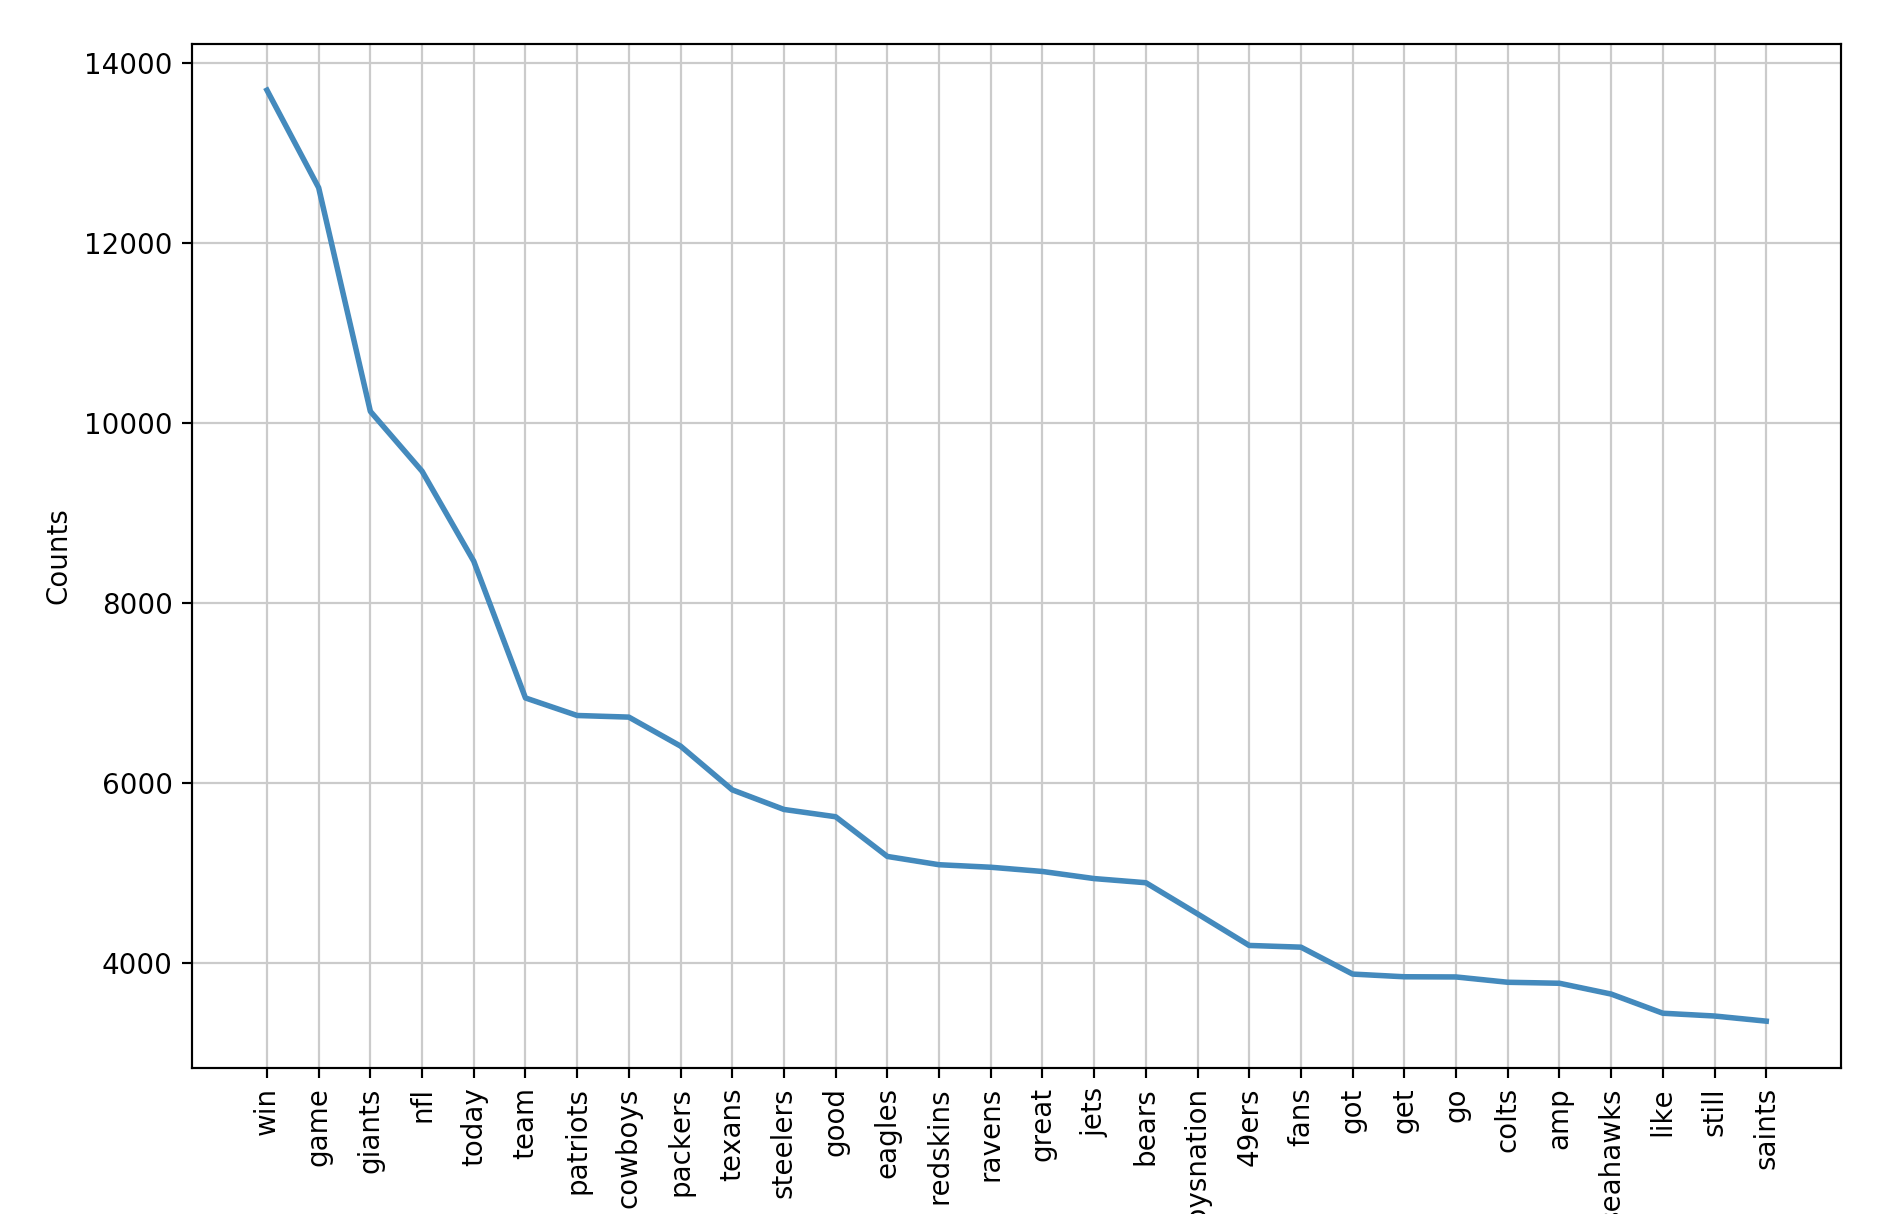 14000
12000
10000
8000
6000
4000
Counts
win
game
giants
nfl
today
team
patriots
cowboys
packers
texans
steelers
good
eagles
redskins
ravens
great
jets
bears
49ers
fans
got
get
go
colts
amp
like
still
saints